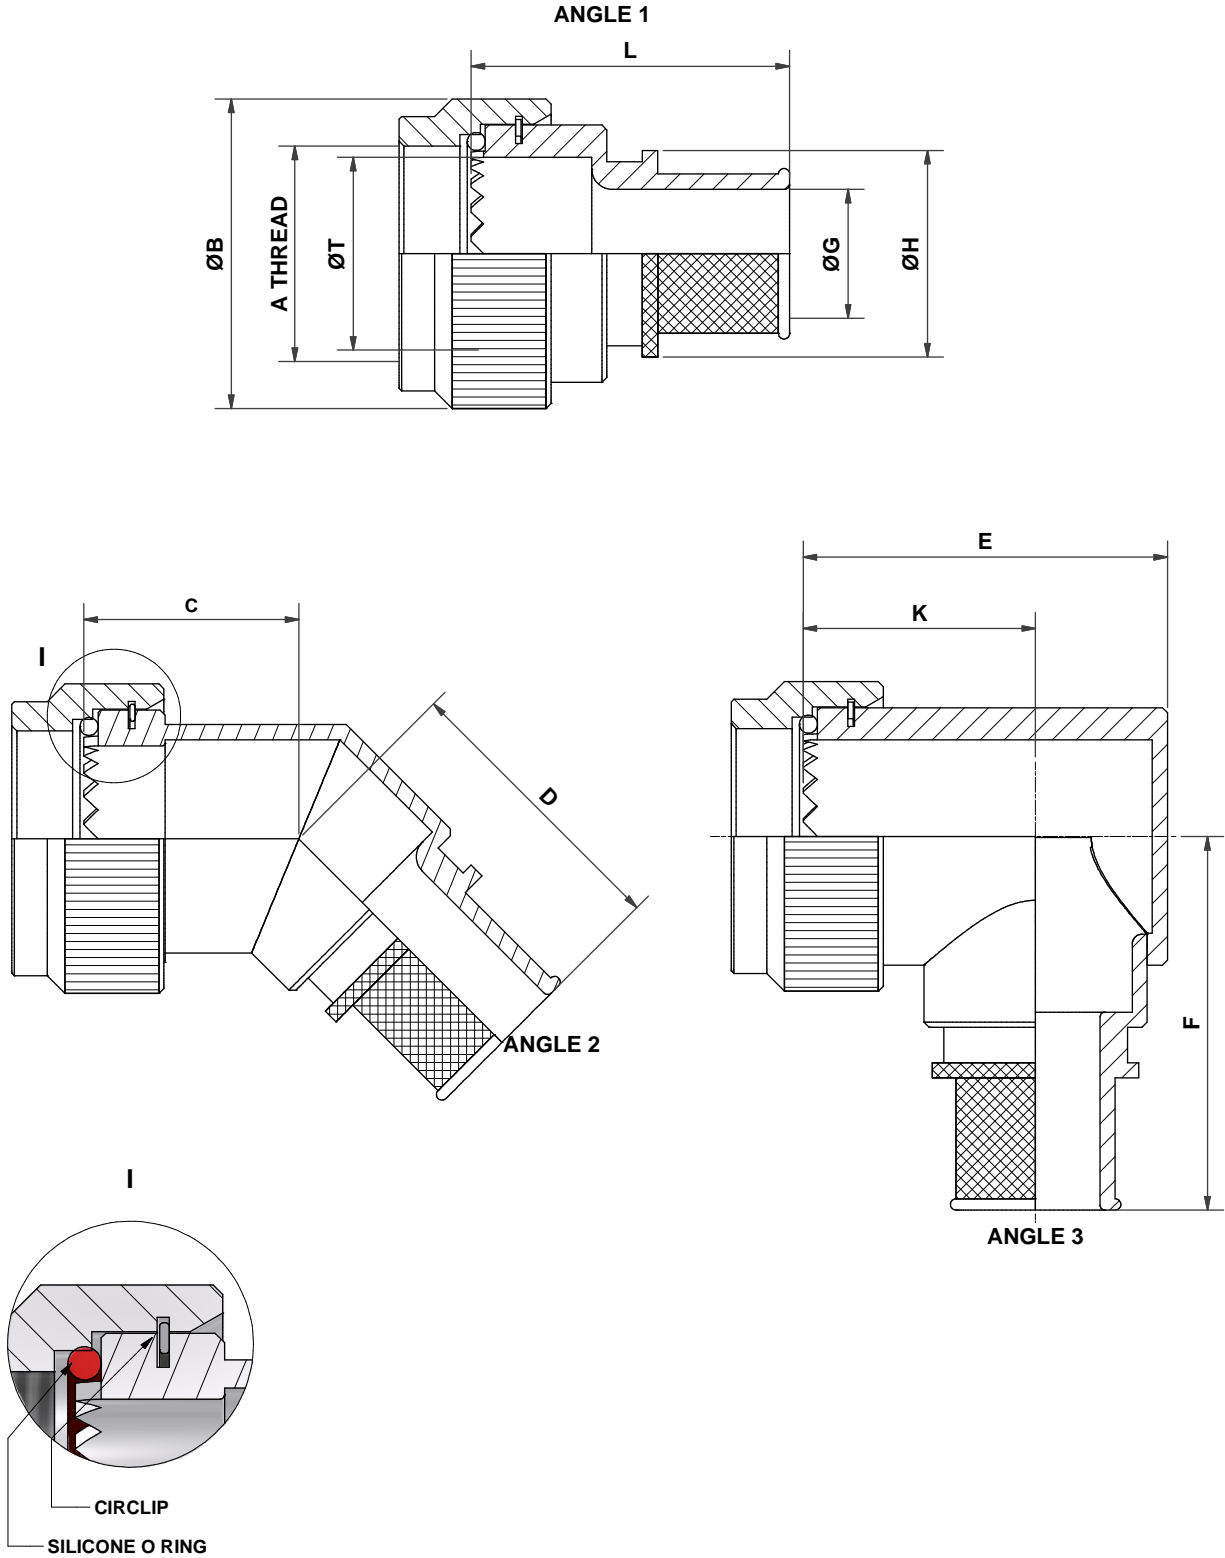 ANGLE 1
L
ØB
A THREAD
ØT
ØG
ØH
E
C
K
I
D
F
ANGLE 2
I
ANGLE 3
CIRCLIP
SILICONE O RING